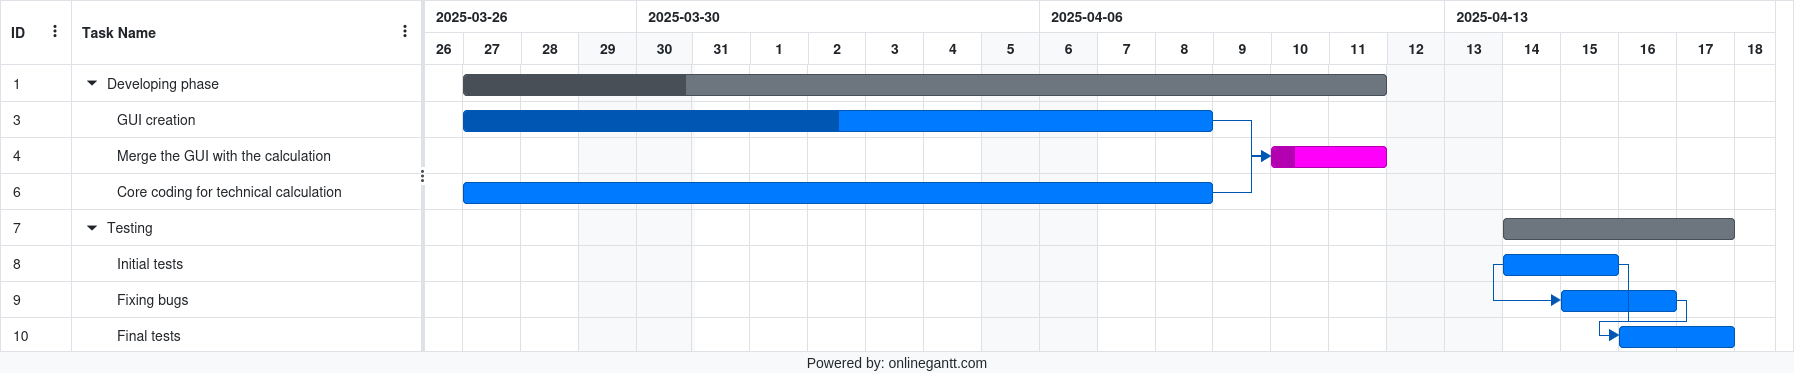 ID Task Name 2025-03-26 2025-03-30 2025-04-06 2025-04-13
26 27 28 29 30 31 1 2 3 4 5 6 7 8 9 10 11 12 13 14 15 16 17 18
1 Developing phase
3 GUI creation
4 Merge the GUI with the calculation
6 Core coding for technical calculation
7 Testing
8 Initial tests
9 Fixing bugs
10 Final tests
Powered by: onlinegantt.com